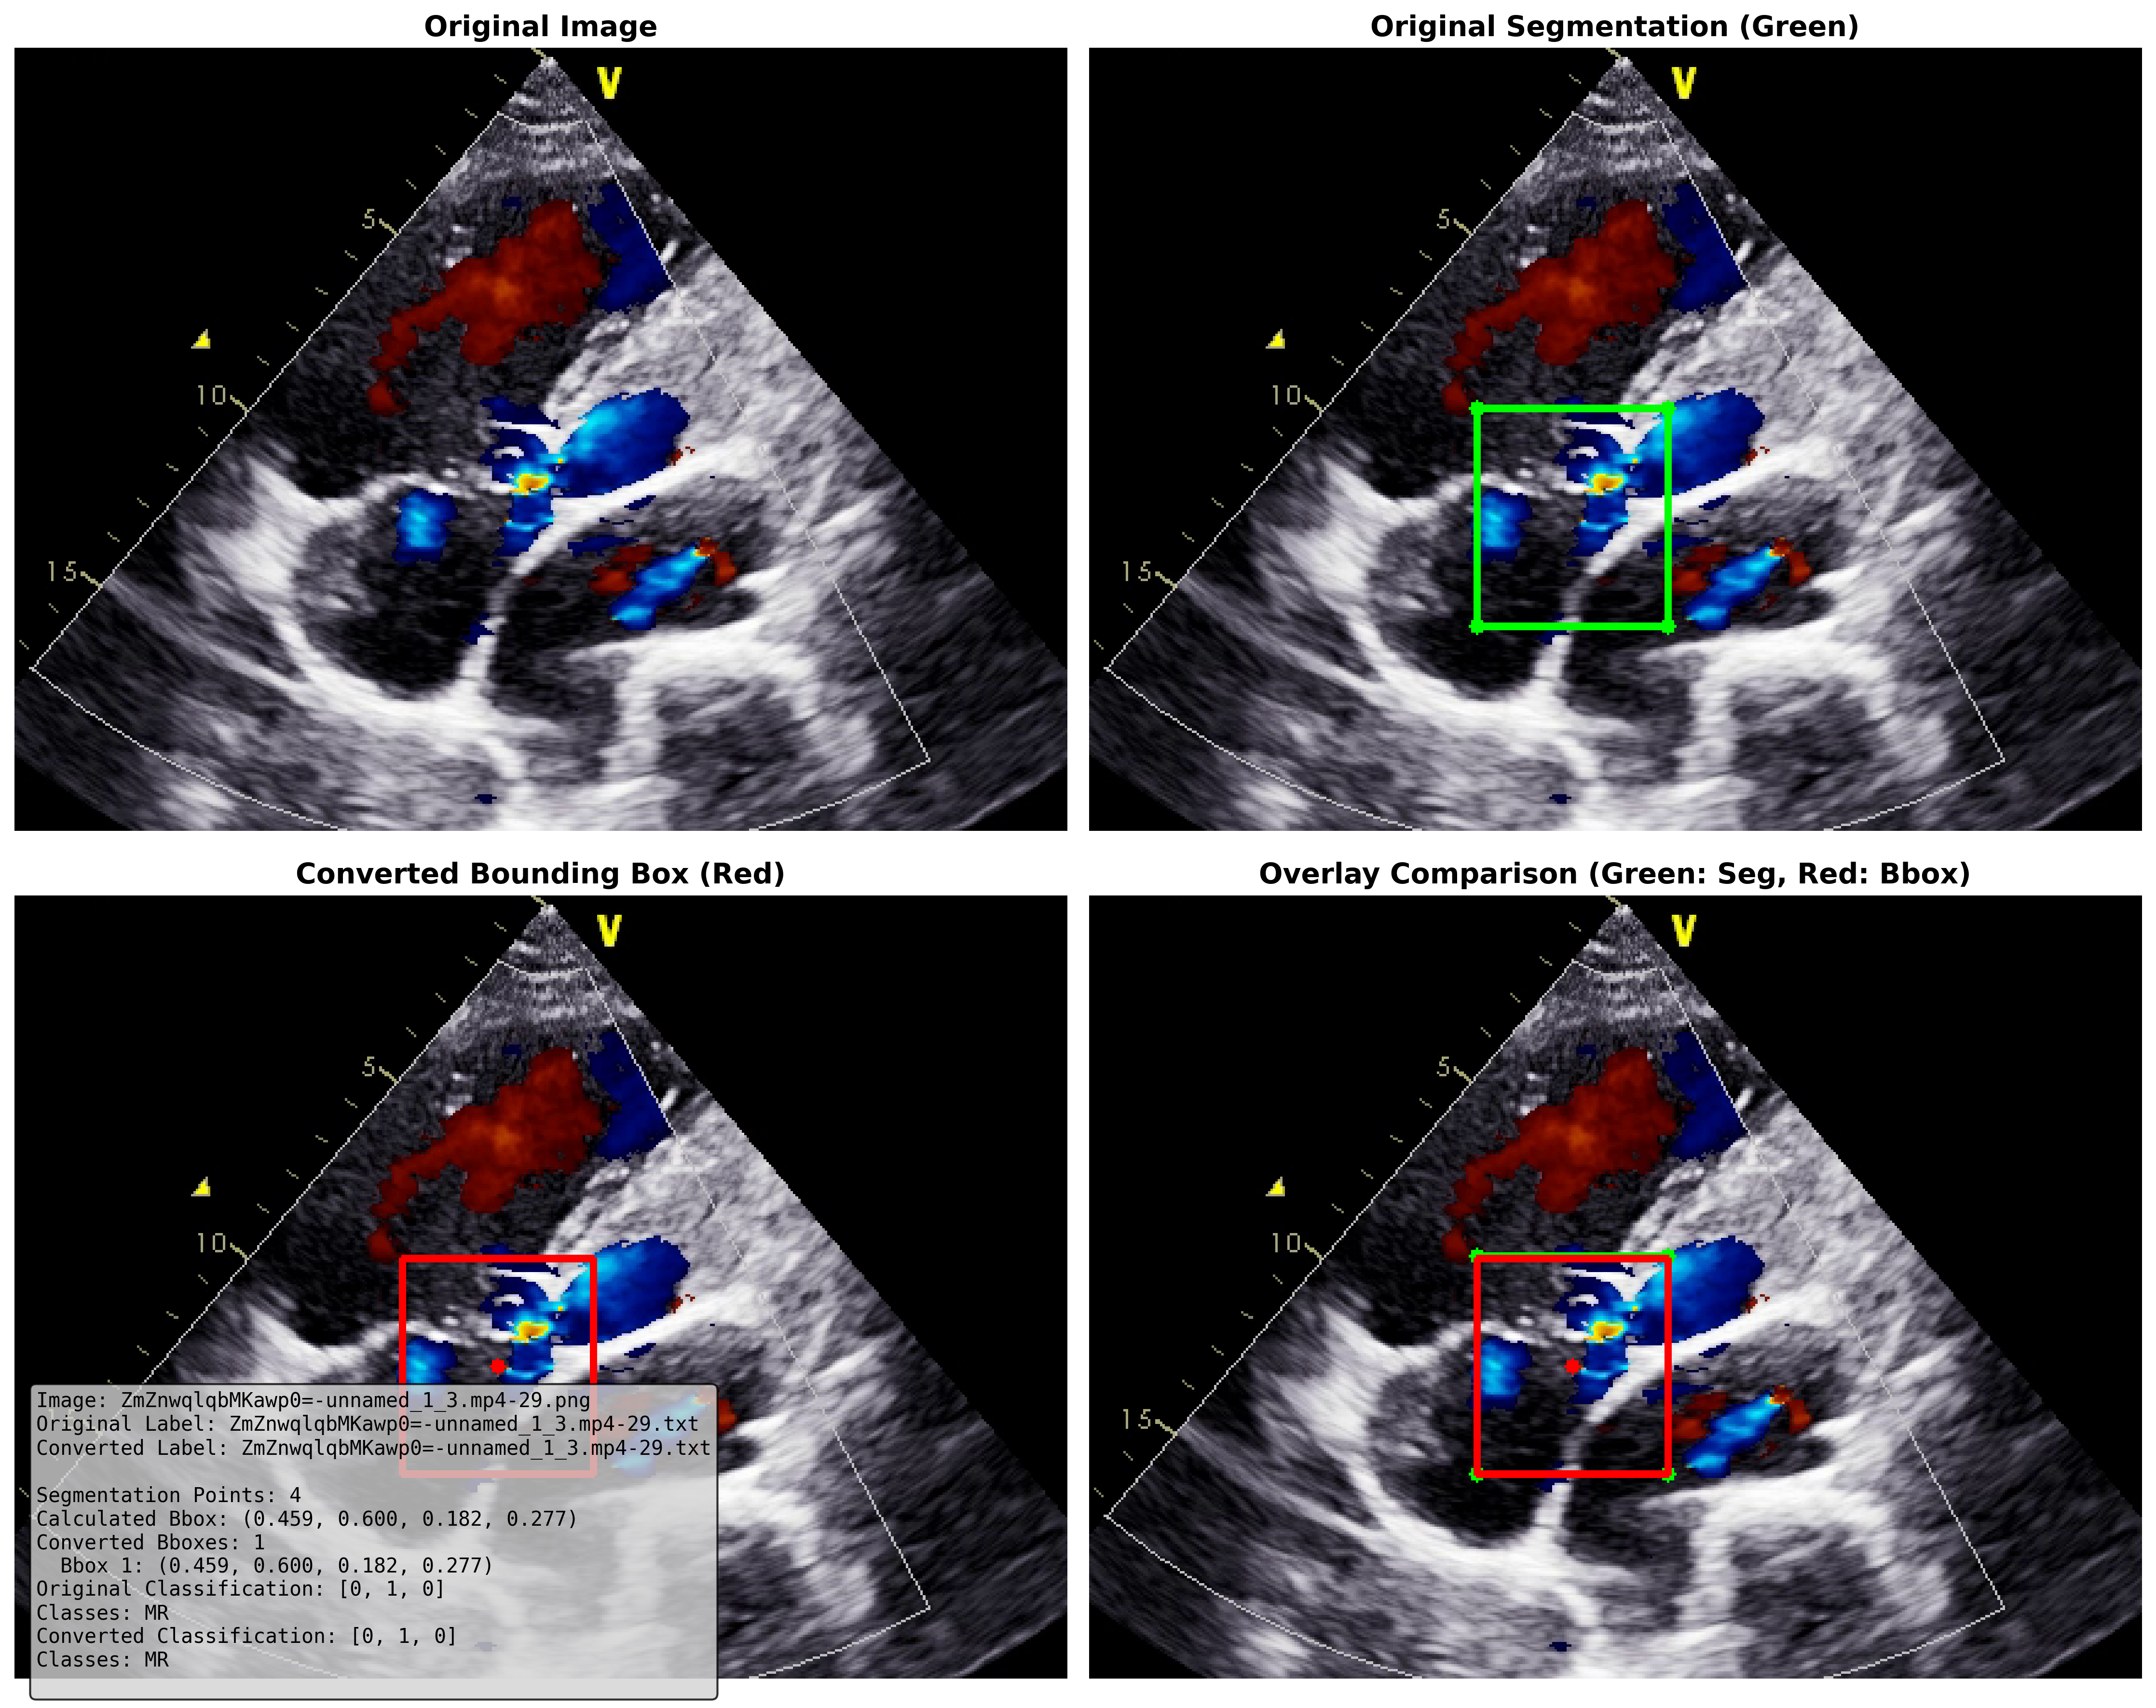 Original Image
V
5
10
15
Original Segmentation (Green)
V
5
10
15
Converted Bounding Box (Red)
V
5
10
Image: ZmZnwqlqbMKawp0=-unnamed_1_3.mp4-29.png
Original Label: ZmZnwqlqbMKawp0=-unnamed_1_3.mp4-29.txt
Converted Label: ZmZnwqlqbMKawp0=-unnamed_1_3.mp4-29.txt
Segmentation Points: 4
Calculated Bbox: (0.459, 0.600, 0.182, 0.277)
Converted Bboxes: 1
Bbox 1: (0.459, 0.600, 0.182, 0.277)
Original Classification: [0, 1, 0]
Classes: MR
Converted Classification: [0, 1, 0]
Classes: MR
Overlay Comparison (Green: Seg, Red: Bbox)
V
5
10
15